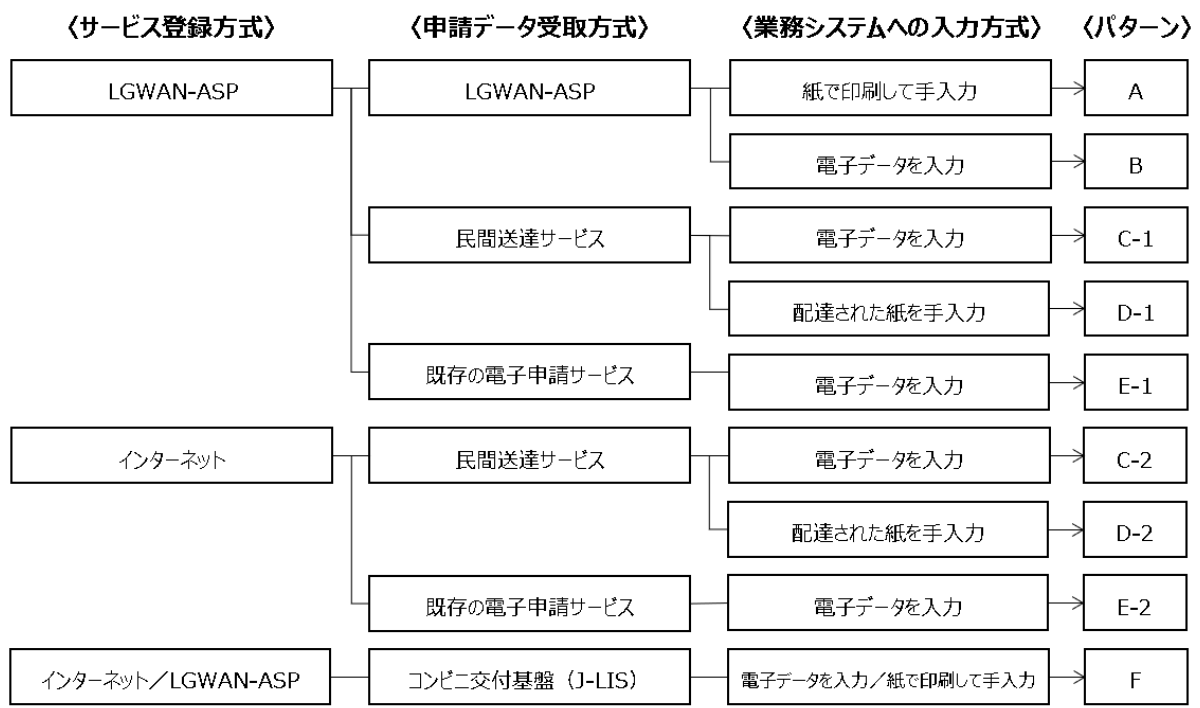 〈サービス登録方式〉 〈申請データ受取方式〉 〈業務システムへの入力方式〉 〈パターン〉
LGWAN-ASP LGWAN-ASP 紙で印刷して手入力 A
電子データを入力 B
民間送達サービス 電子データを入力 C-1
配達された紙を手入力 D-1
既存の電子申請サービス 電子データを入力 E-1
インターネット 民間送達サービス 電子データを入力 C-2
配達された紙を手入力 D-2
既存の電子申請サービス 電子データを入力 E-2
インターネット／LGWAN-ASP コンビニ交付基盤（J-LIS） 電子データを入力／紙で印刷して手入力 F